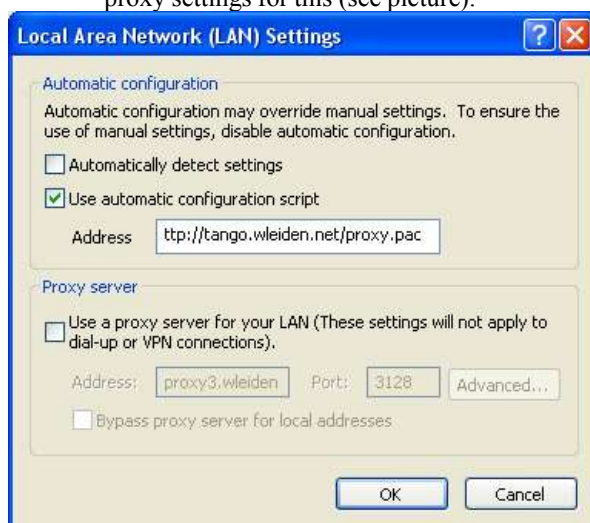 proxy settings for this (see picture).
Local Area Network (LAN) Settings
Automatic configuration
Automatic configuration may override manual settings. To ensure the
use of manual settings, disable automatic configuration.
Automatically detect settings
Use automatic configuration script
Address ttp://tango.wleiden.net/proxy.pac
Proxy server
Use a proxy server for your LAN (These settings will not apply to
dial-up or VPN connections).
Address: proxy3.wleiden Port: 3128 Advanced...
Bypass proxy server for local addresses
OK Cancel